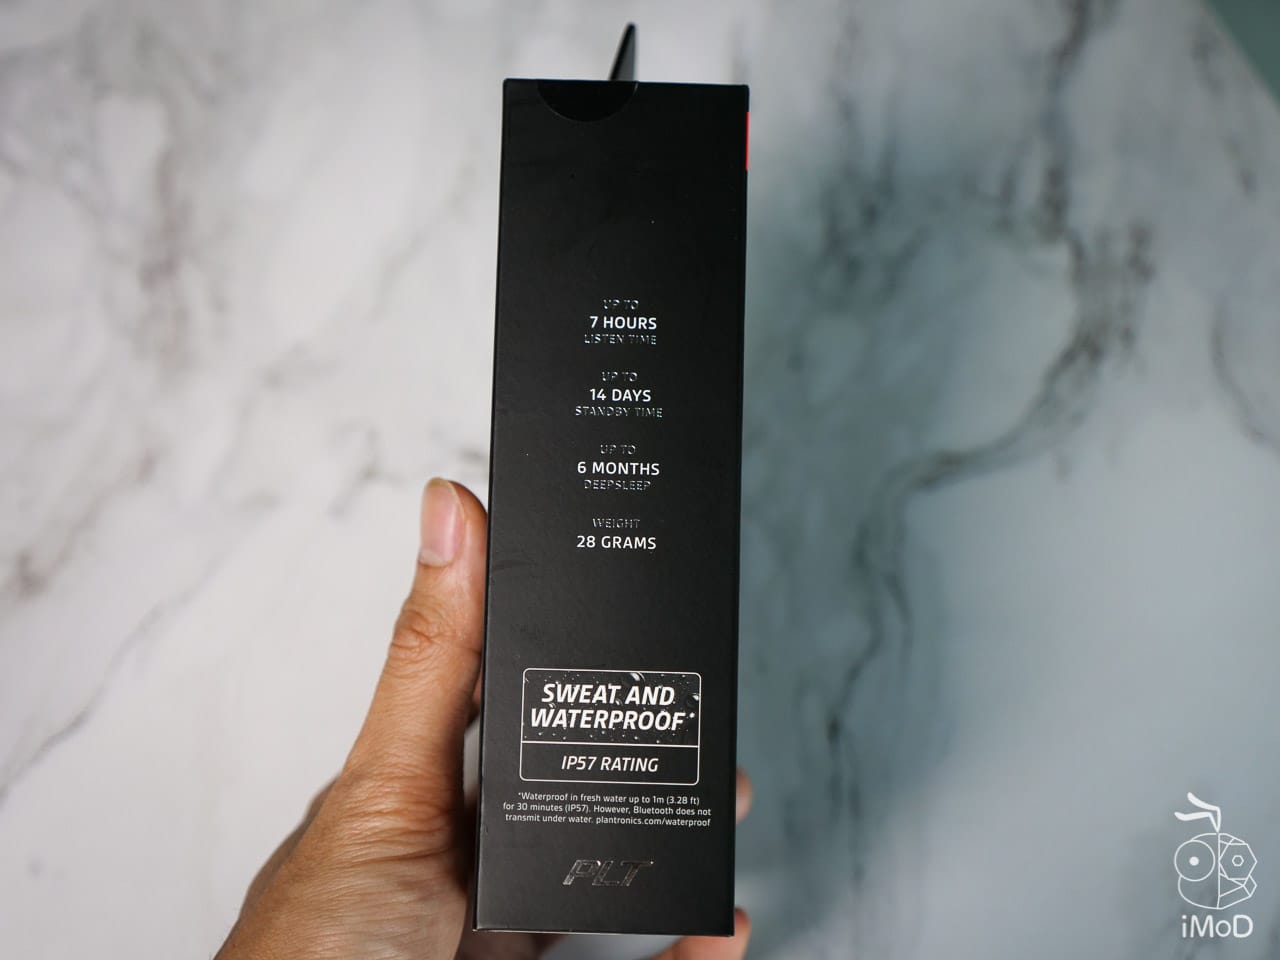 UP TO
7 HOURS
LISTEN TIME
UP TO
14 DAYS
STANDBY TIME
UP TO
6 MONTHS
DEEPSLEEP
WEIGHT
28 GRAMS
SWEAT AND
WATERPROOF*
IP57 RATING
*Waterproof in fresh water up to 1m (3.28 ft)
for 30 minutes (IP57). However, Bluetooth does not
transmit under water. plantronics.com/waterproof
PLT
iMoD